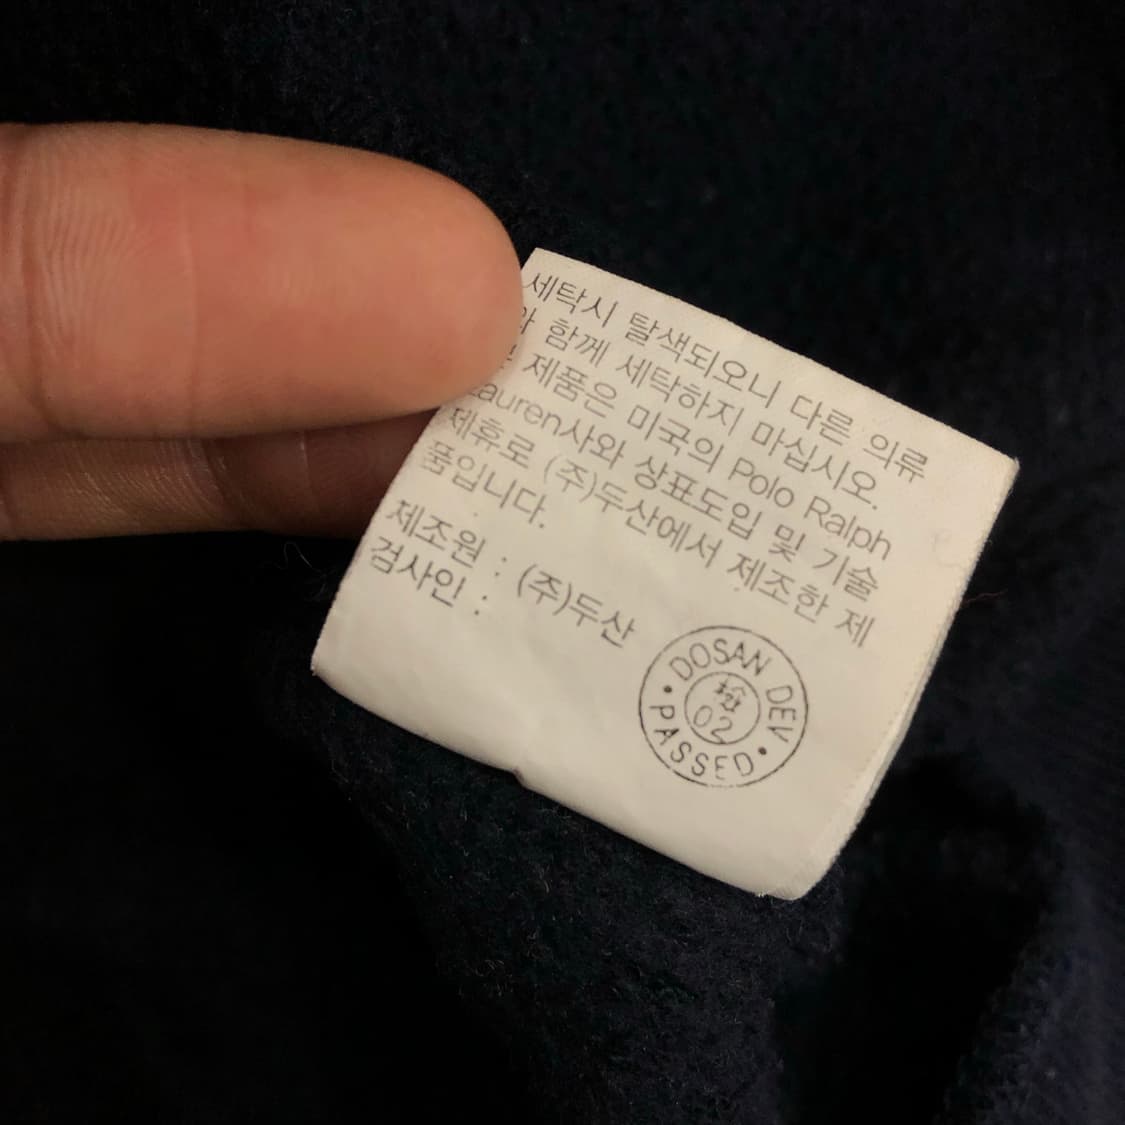 세탁시 탈색되오니 다른 의류
와 함께 세탁하지 마십시오.
제품은 미국의 Polo Ralph
Lauren사와 상표도입 및 기술
제휴로 (주)두산에서 제조한 제
품입니다.
제조원 : (주)두산
검사인 :
DOSAN DEV
檢
02
PASSED